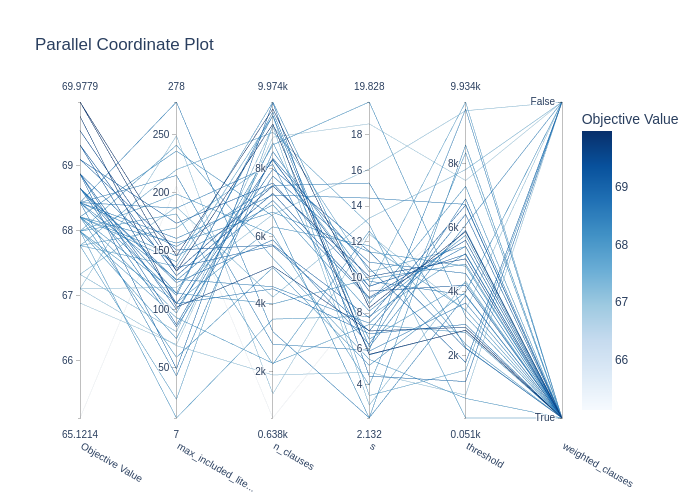 Parallel Coordinate Plot
69.9779 278 9.974k 19.828 9.934k
Objective Value
69
68
67
66
65.1214
Objective Value
250
200
150
100
50
7
max_included_lite...
8k
6k
4k
2k
0.638k
n_clauses
18
16
14
12
10
8
6
4
2.132
s
8k
6k
4k
2k
0.051k
threshold
False
True
weighted_clauses
69
68
67
66